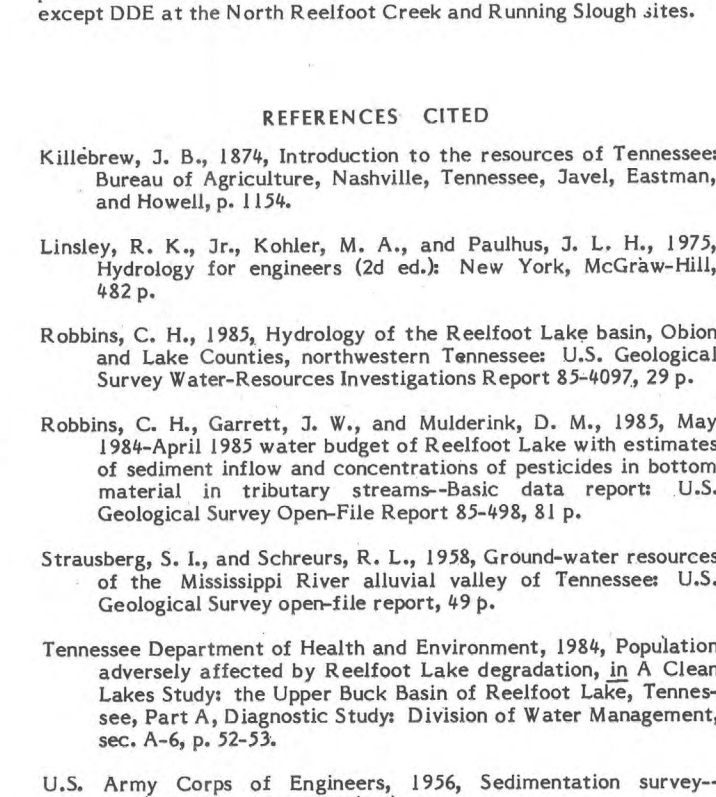 except DDE at the North Reelfoot Creek and Running Slough sites.
REFERENCES CITED
Killebrew, J. B., 1874, Introduction to the resources of Tennessee:
Bureau of Agriculture, Nashville, Tennessee, Javel, Eastman,
and Howell, p. 1154.
Linsley, R. K., Jr., Kohler, M. A., and Paulhus, J. L. H., 1975,
Hydrology for engineers (2d ed.): New York, McGraw-Hill,
482 p.
Robbins, C. H., 1985, Hydrology of the Reelfoot Lake basin, Obion
and Lake Counties, northwestern Tennessee: U.S. Geological
Survey Water-Resources Investigations Report 85-4097, 29 p.
Robbins, C. H., Garrett, J. W., and Mulderink, D. M., 1985, May
1984-April 1985 water budget of Reelfoot Lake with estimates
of sediment inflow and concentrations of pesticides in bottom
material in tributary streams--Basic data report: U.S.
Geological Survey Open-File Report 85-498, 81 p.
Strausberg, S. I., and Schreurs, R. L., 1958, Ground-water resources
of the Mississippi River alluvial valley of Tennessee: U.S.
Geological Survey open-file report, 49 p.
Tennessee Department of Health and Environment, 1984, Population
adversely affected by Reelfoot Lake degradation, in A Clean
Lakes Study: the Upper Buck Basin of Reelfoot Lake, Tennes-
see, Part A, Diagnostic Study: Division of Water Management,
sec. A-6, p. 52-53.
U.S. Army Corps of Engineers, 1956, Sedimentation survey--